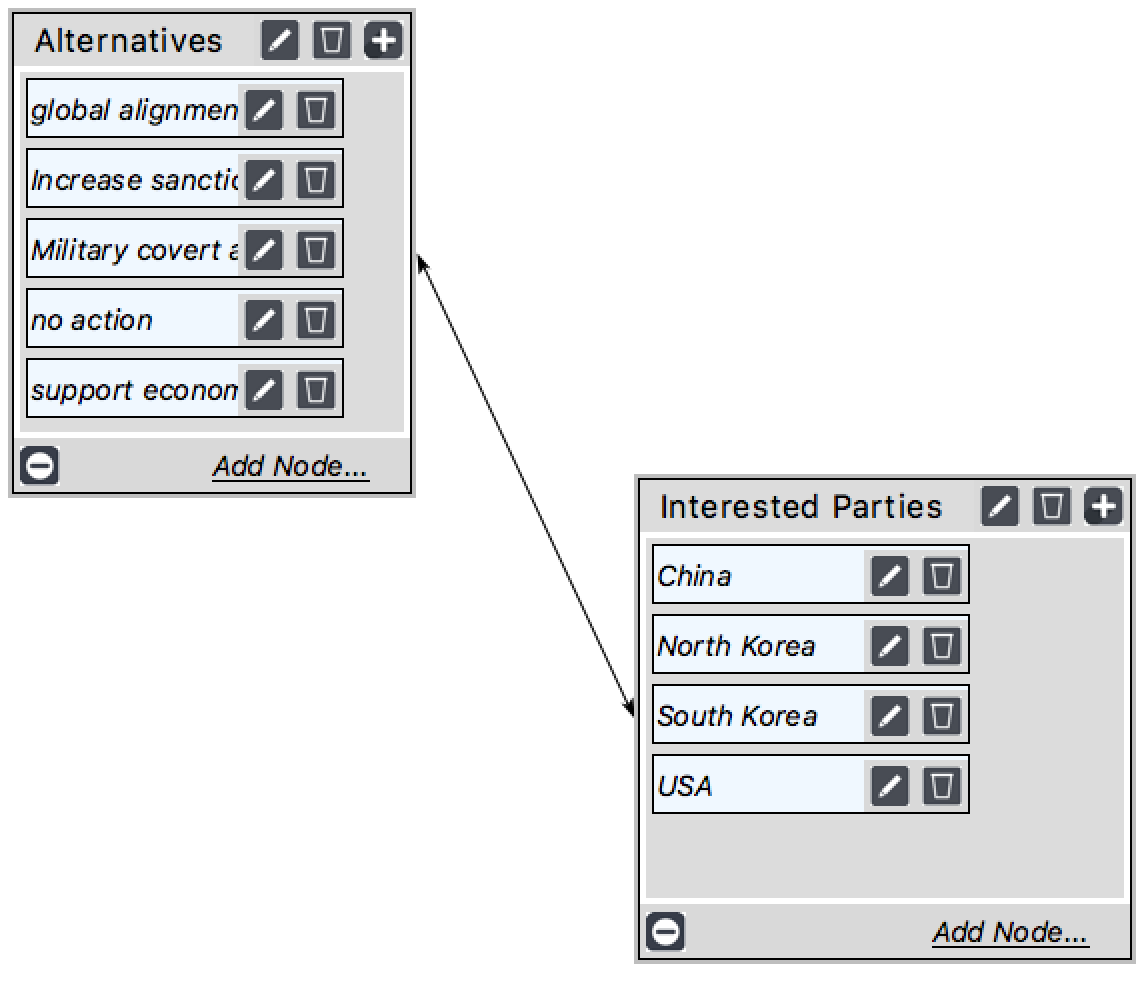 Alternatives
global alignmen
Increase sanctic
Military covert a
no action
support econom
Add Node...
Interested Parties
China
North Korea
South Korea
USA
Add Node...